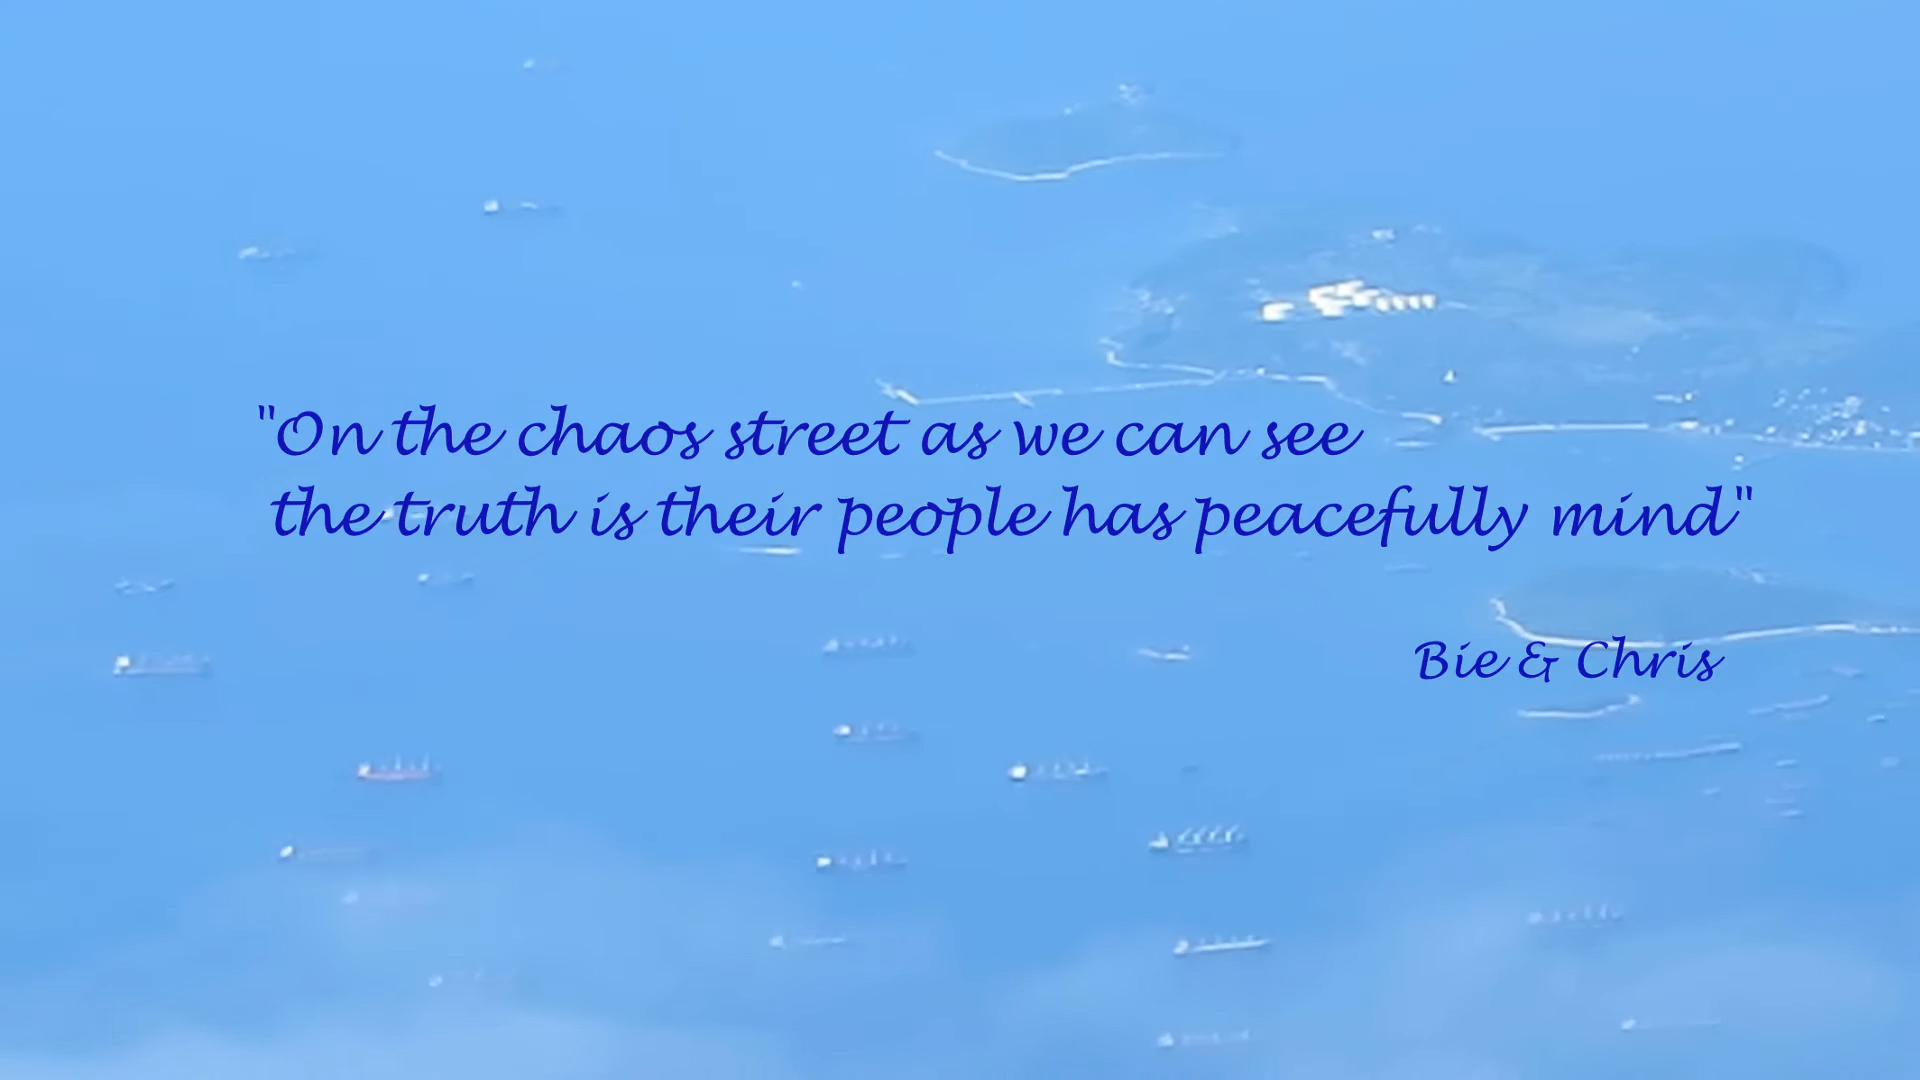 "On the chaos street as we can see
the truth is their people has peacefully mind"
Bie & Chris